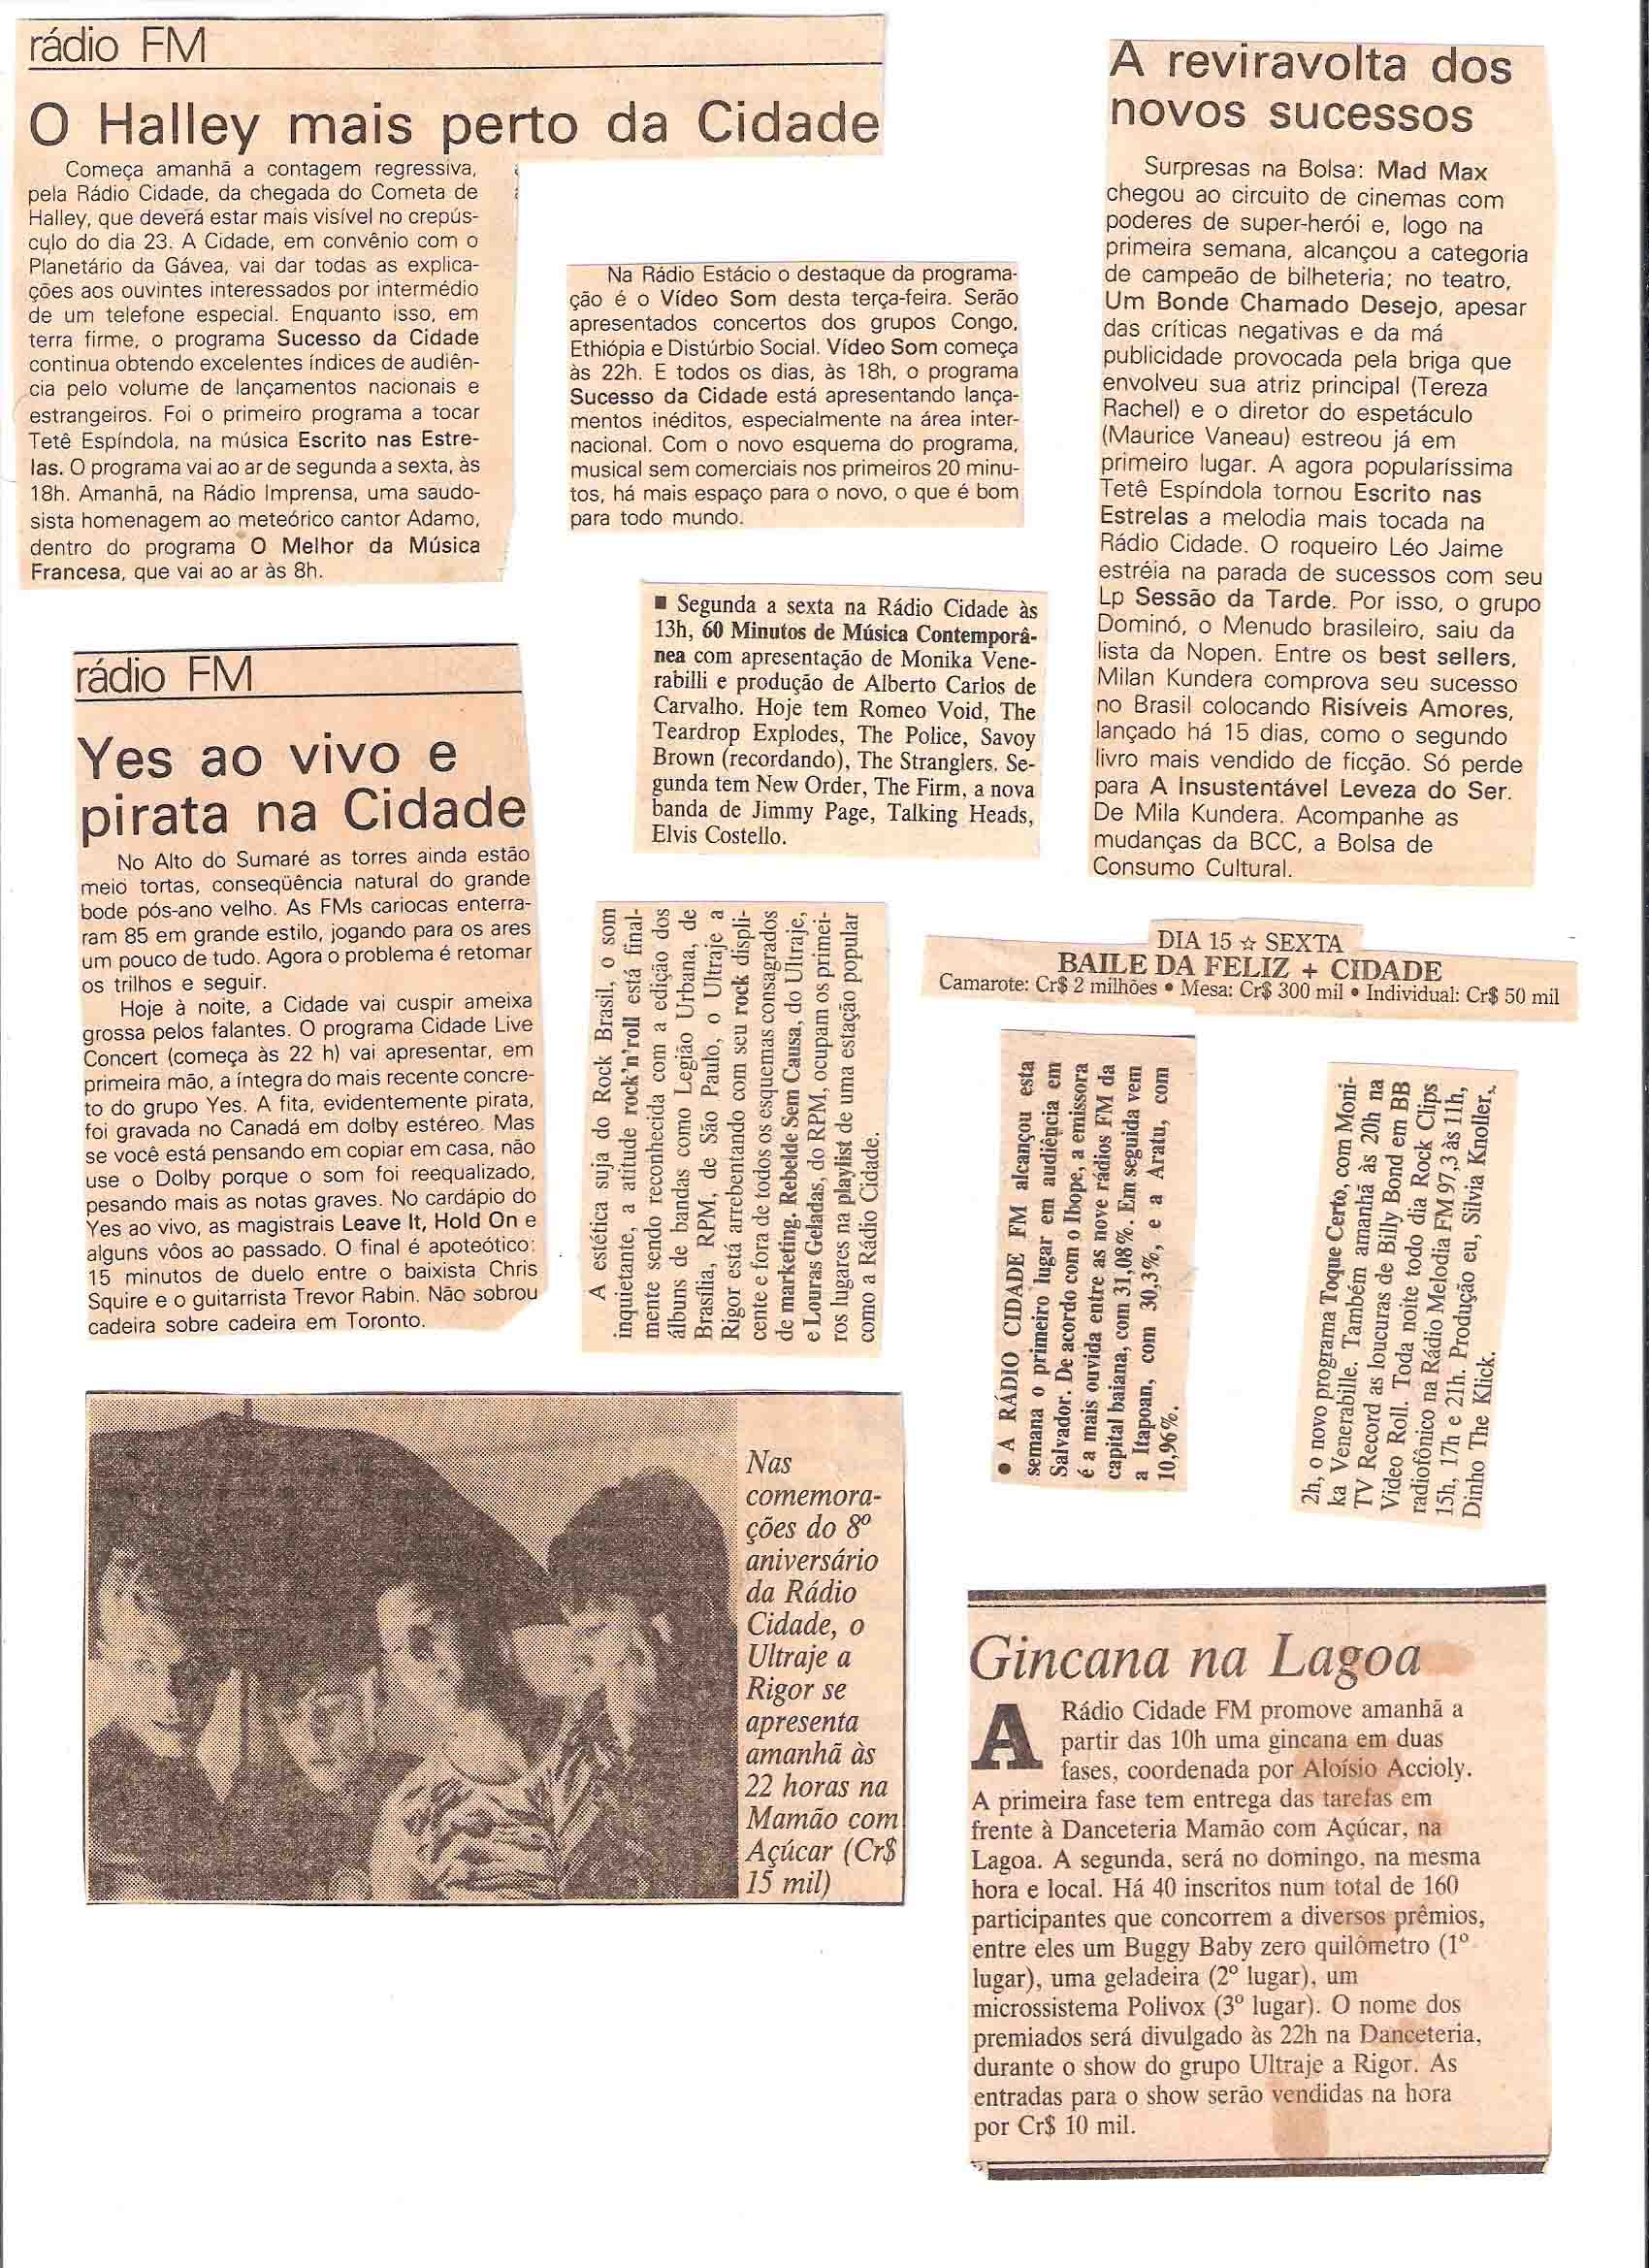 rádio FM
O Halley mais perto da Cidade
Começa amanhã a contagem regressiva,
pela Rádio Cidade, da chegada do Cometa de
Halley, que deverá estar mais visível no crepús-
culo do dia 23. A Cidade, em convênio com o
Planetário da Gávea, vai dar todas as explica-
ções aos ouvintes interessados por intermédio
de um telefone especial. Enquanto isso, em
terra firme, o programa Sucesso da Cidade
continua obtendo excelentes índices de audiên-
cia pelo volume de lançamentos nacionais e
estrangeiros. Foi o primeiro programa a tocar
Tetê Espíndola, na música Escrito nas Estre-
las. O programa vai ao ar de segunda a sexta, às
18h. Amanhã, na Rádio Imprensa, uma saudo-
sista homenagem ao meteórico cantor Adamo,
dentro do programa O Melhor da Música
Francesa, que vai ao ar às 8h.
Na Rádio Estácio o destaque da programa-
ção é o Vídeo Som desta terça-feira. Serão
apresentados concertos dos grupos Congo,
Ethiópia e Distúrbio Social. Vídeo Som começa
às 22h. E todos os dias, às 18h, o programa
Sucesso da Cidade está apresentando lança-
mentos inéditos, especialmente na área inter-
nacional. Com o novo esquema do programa,
musical sem comerciais nos primeiros 20 minu-
tos, há mais espaço para o novo, o que é bom
para todo mundo.
A reviravolta dos
novos sucessos
Surpresas na Bolsa: Mad Max
chegou ao circuito de cinemas com
poderes de super-herói e, logo na
primeira semana, alcançou a categoria
de campeão de bilheteria; no teatro,
Um Bonde Chamado Desejo, apesar
das críticas negativas e da má
publicidade provocada pela briga que
envolveu sua atriz principal (Tereza
Rachel) e o diretor do espetáculo
(Maurice Vaneau) estreou já em
primeiro lugar. A agora popularíssima
Tetê Espíndola tornou Escrito nas
Estrelas a melodia mais tocada na
Rádio Cidade. O roqueiro Léo Jaime
estréia na parada de sucessos com seu
Lp Sessão da Tarde. Por isso, o grupo
Dominó, o Menudo brasileiro, saiu da
lista da Nopen. Entre os best sellers,
Milan Kundera comprova seu sucesso
no Brasil colocando Risíveis Amores,
lançado há 15 dias, como o segundo
livro mais vendido de ficção. Só perde
para A Insustentável Leveza do Ser.
De Mila Kundera. Acompanhe as
mudanças da BCC, a Bolsa de
Consumo Cultural.
■ Segunda a sexta na Rádio Cidade às
13h, 60 Minutos de Música Contemporâ-
nea com apresentação de Monika Vene-
rabilli e produção de Alberto Carlos de
Carvalho. Hoje tem Romeo Void, The
Teardrop Explodes, The Police, Savoy
Brown (recordando), The Stranglers. Se-
gunda tem New Order, The Firm, a nova
banda de Jimmy Page, Talking Heads,
Elvis Costello.
rádio FM
Yes ao vivo e
pirata na Cidade
No Alto do Sumaré as torres ainda estão
meio tortas, conseqüência natural do grande
bode pós-ano velho. As FMs cariocas enterra-
ram 85 em grande estilo, jogando para os ares
um pouco de tudo. Agora o problema é retomar
os trilhos e seguir.
Hoje à noite, a Cidade vai cuspir ameixa
grossa pelos falantes. O programa Cidade Live
Concert (começa às 22 h) vai apresentar, em
primeira mão, a íntegra do mais recente concre-
to do grupo Yes. A fita, evidentemente pirata,
foi gravada no Canadá em dolby estéreo. Mas
se você está pensando em copiar em casa, não
use o Dolby porque o som foi reequalizado,
pesando mais as notas graves. No cardápio do
Yes ao vivo, as magistrais Leave It, Hold On e
alguns vôos ao passado. O final é apoteótico:
15 minutos de duelo entre o baixista Chris
Squire e o guitarrista Trevor Rabin. Não sobrou
cadeira sobre cadeira em Toronto.
A estética suja do Rock Brasil, o som
inquietante, a atitude rock'n'roll está final-
mente sendo reconhecida com a edição dos
álbuns de bandas como Legião Urbana, de
Brasília, RPM, de São Paulo, o Ultraje a
Rigor está arrebentando com seu rock displi-
cente e fora de todos os esquemas consagrados
de marketing. Rebelde Sem Causa, do Ultraje,
e Louras Geladas, do RPM, ocupam os primei-
ros lugares na playlist de uma estação popular
como a Rádio Cidade.
DIA 15 ☆ SEXTA
BAILE DA FELIZ + CIDADE
Camarote: Cr$ 2 milhões • Mesa: Cr$ 300 mil • Individual: Cr$ 50 mil
• A RÁDIO CIDADE FM alcançou esta
semana o primeiro lugar em audiência em
Salvador. De acordo com o Ibope, a emissora
é a mais ouvida entre as nove rádios FM da
capital baiana, com 31,08%. Em seguida vem
a Itapoan, com 30,3%, e a Aratu, com
10,96%.
2h, o novo programa Toque Certo, com Moni-
ka Venerabille. Também amanhã às 20h na
TV Record as loucuras de Billy Bond em BB
Video Roll. Toda noite todo dia Rock Clips
radiofônico na Rádio Melodia FM 97,3 às 11h,
15h, 17h e 21h. Produção eu, Silvia Knoller,
Dinho The Klick.
Nas
comemora-
ções do 8º
aniversário
da Rádio
Cidade, o
Ultraje a
Rigor se
apresenta
amanhã às
22 horas na
Mamão com
Açúcar (Cr$
15 mil)
Gincana na Lagoa
A Rádio Cidade FM promove amanhã a
partir das 10h uma gincana em duas
fases, coordenada por Aloísio Accioly.
A primeira fase tem entrega das tarefas em
frente à Danceteria Mamão com Açúcar, na
Lagoa. A segunda, será no domingo, na mesma
hora e local. Há 40 inscritos num total de 160
participantes que concorrem a diversos prêmios,
entre eles um Buggy Baby zero quilômetro (1º
lugar), uma geladeira (2º lugar), um
microssistema Polivox (3º lugar). O nome dos
premiados será divulgado às 22h na Danceteria,
durante o show do grupo Ultraje a Rigor. As
entradas para o show serão vendidas na hora
por Cr$ 10 mil.